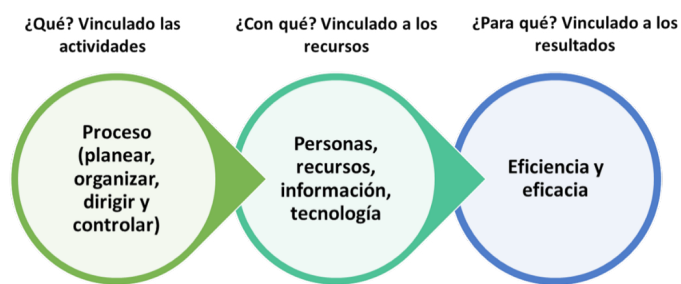 ¿Qué? Vinculado las
actividades
¿Con qué? Vinculado a los
recursos
¿Para qué? Vinculado a los
resultados
Proceso
(planear,
organizar,
dirigir y
controlar)
Personas,
recursos,
información,
tecnología
Eficiencia y
eficacia